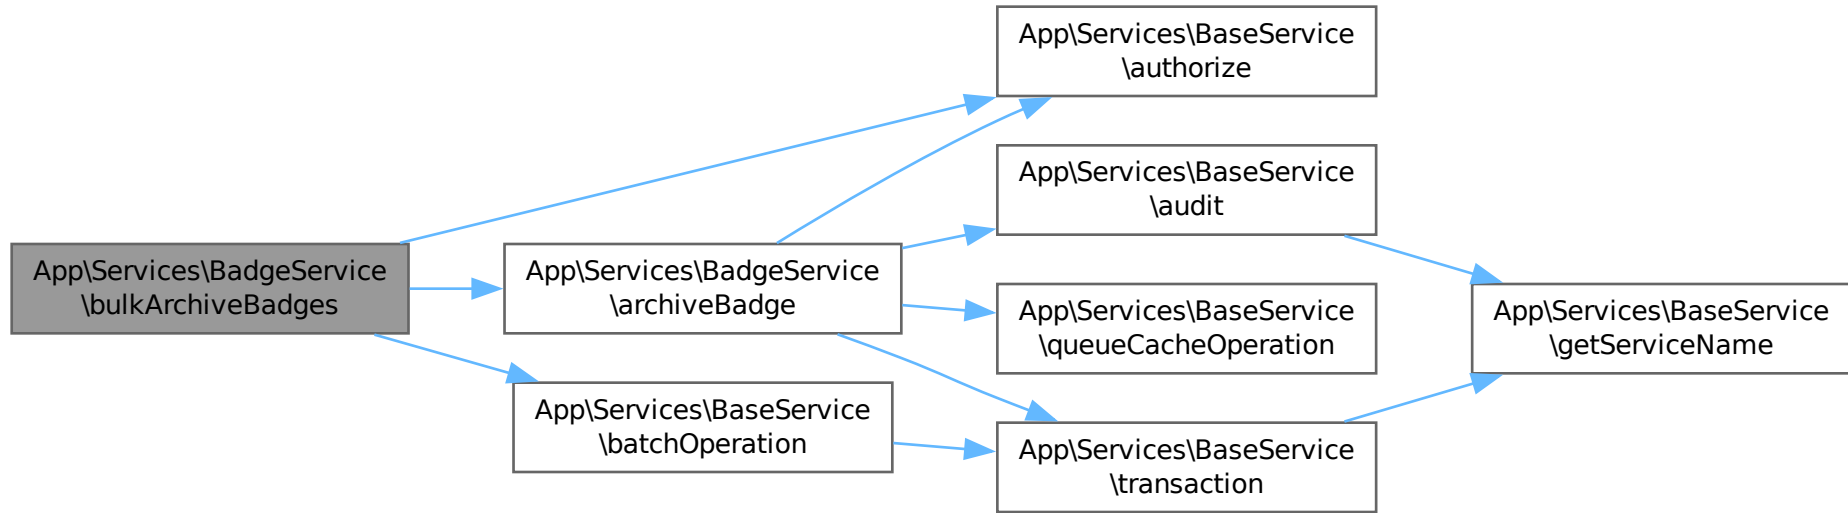 App\Services\BaseService
\authorize
App\Services\BaseService
\audit
App\Services\BadgeService
\bulkArchiveBadges
App\Services\BadgeService
\archiveBadge
App\Services\BaseService
\queueCacheOperation
App\Services\BaseService
\getServiceName
App\Services\BaseService
\batchOperation
App\Services\BaseService
\transaction